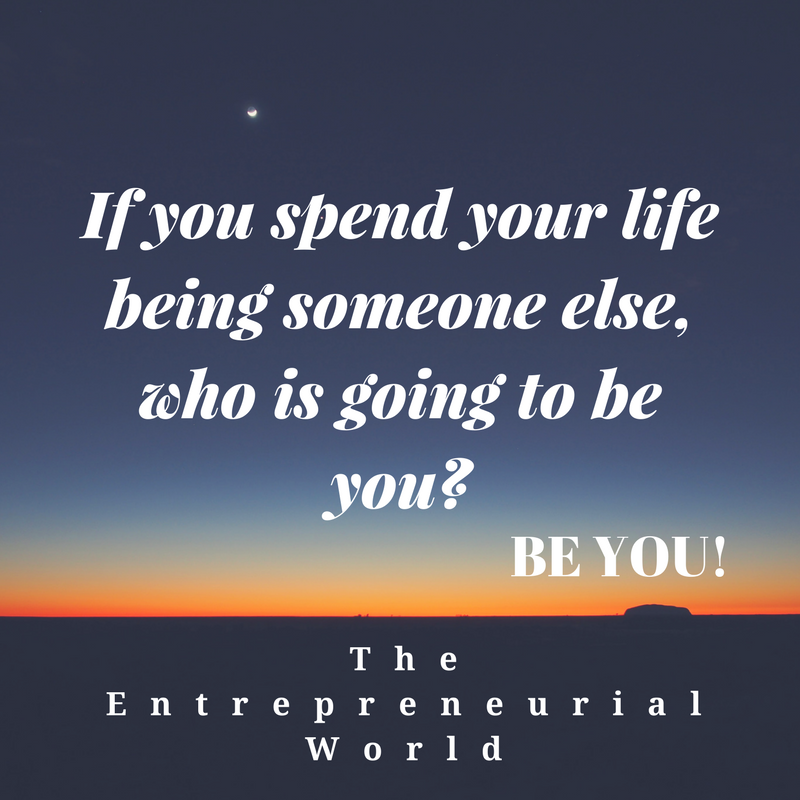 If you spend your life
being someone else,
who is going to be
you?
BE YOU!
The
Entrepreneurial
World